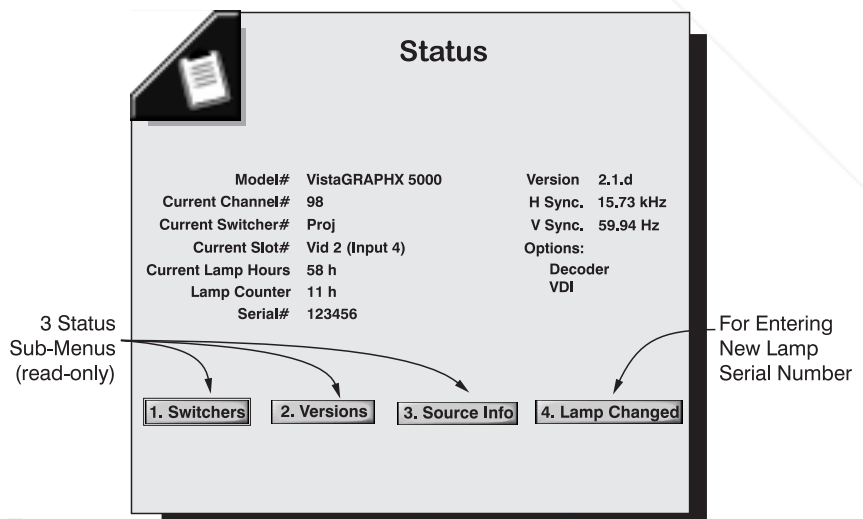 Status
Model# VistaGRAPHX 5000
Current Channel# 98
Current Switcher# Proj
Current Slot# Vid 2 (Input 4)
Current Lamp Hours 58 h
Lamp Counter 11 h
Serial# 123456
Version 2.1.d
H Sync. 15.73 kHz
V Sync. 59.94 Hz
Options:
Decoder
VDI
3 Status
Sub-Menus
(read-only)
For Entering
New Lamp
Serial Number
1. Switchers
2. Versions
3. Source Info
4. Lamp Changed